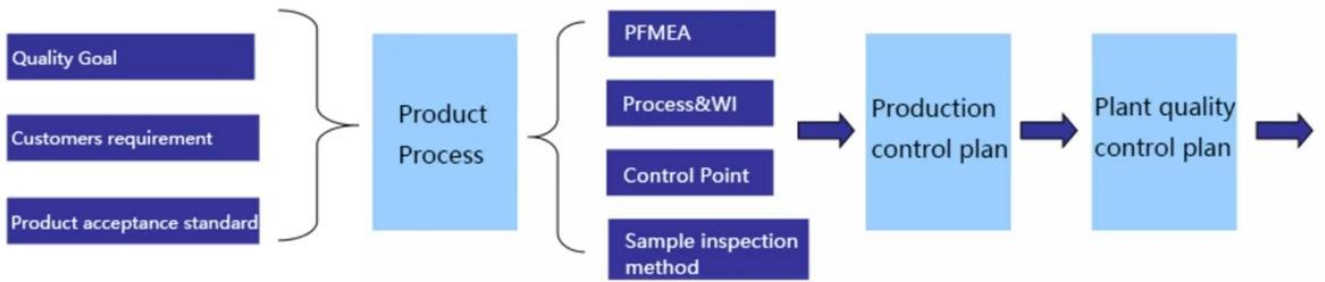 Quality Goal
Customers requirement
Product acceptance standard
Product
Process
PFMEA
Process&WI
Control Point
Sample inspection
method
Production
control plan
Plant quality
control plan